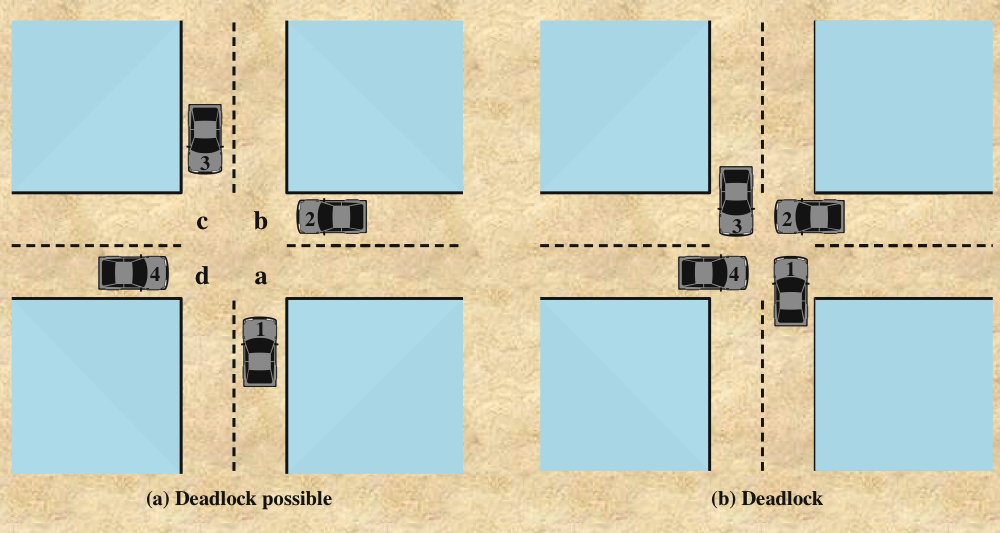 3
c b 2
4 d a
1
(a) Deadlock possible
3 2
4 1
(b) Deadlock